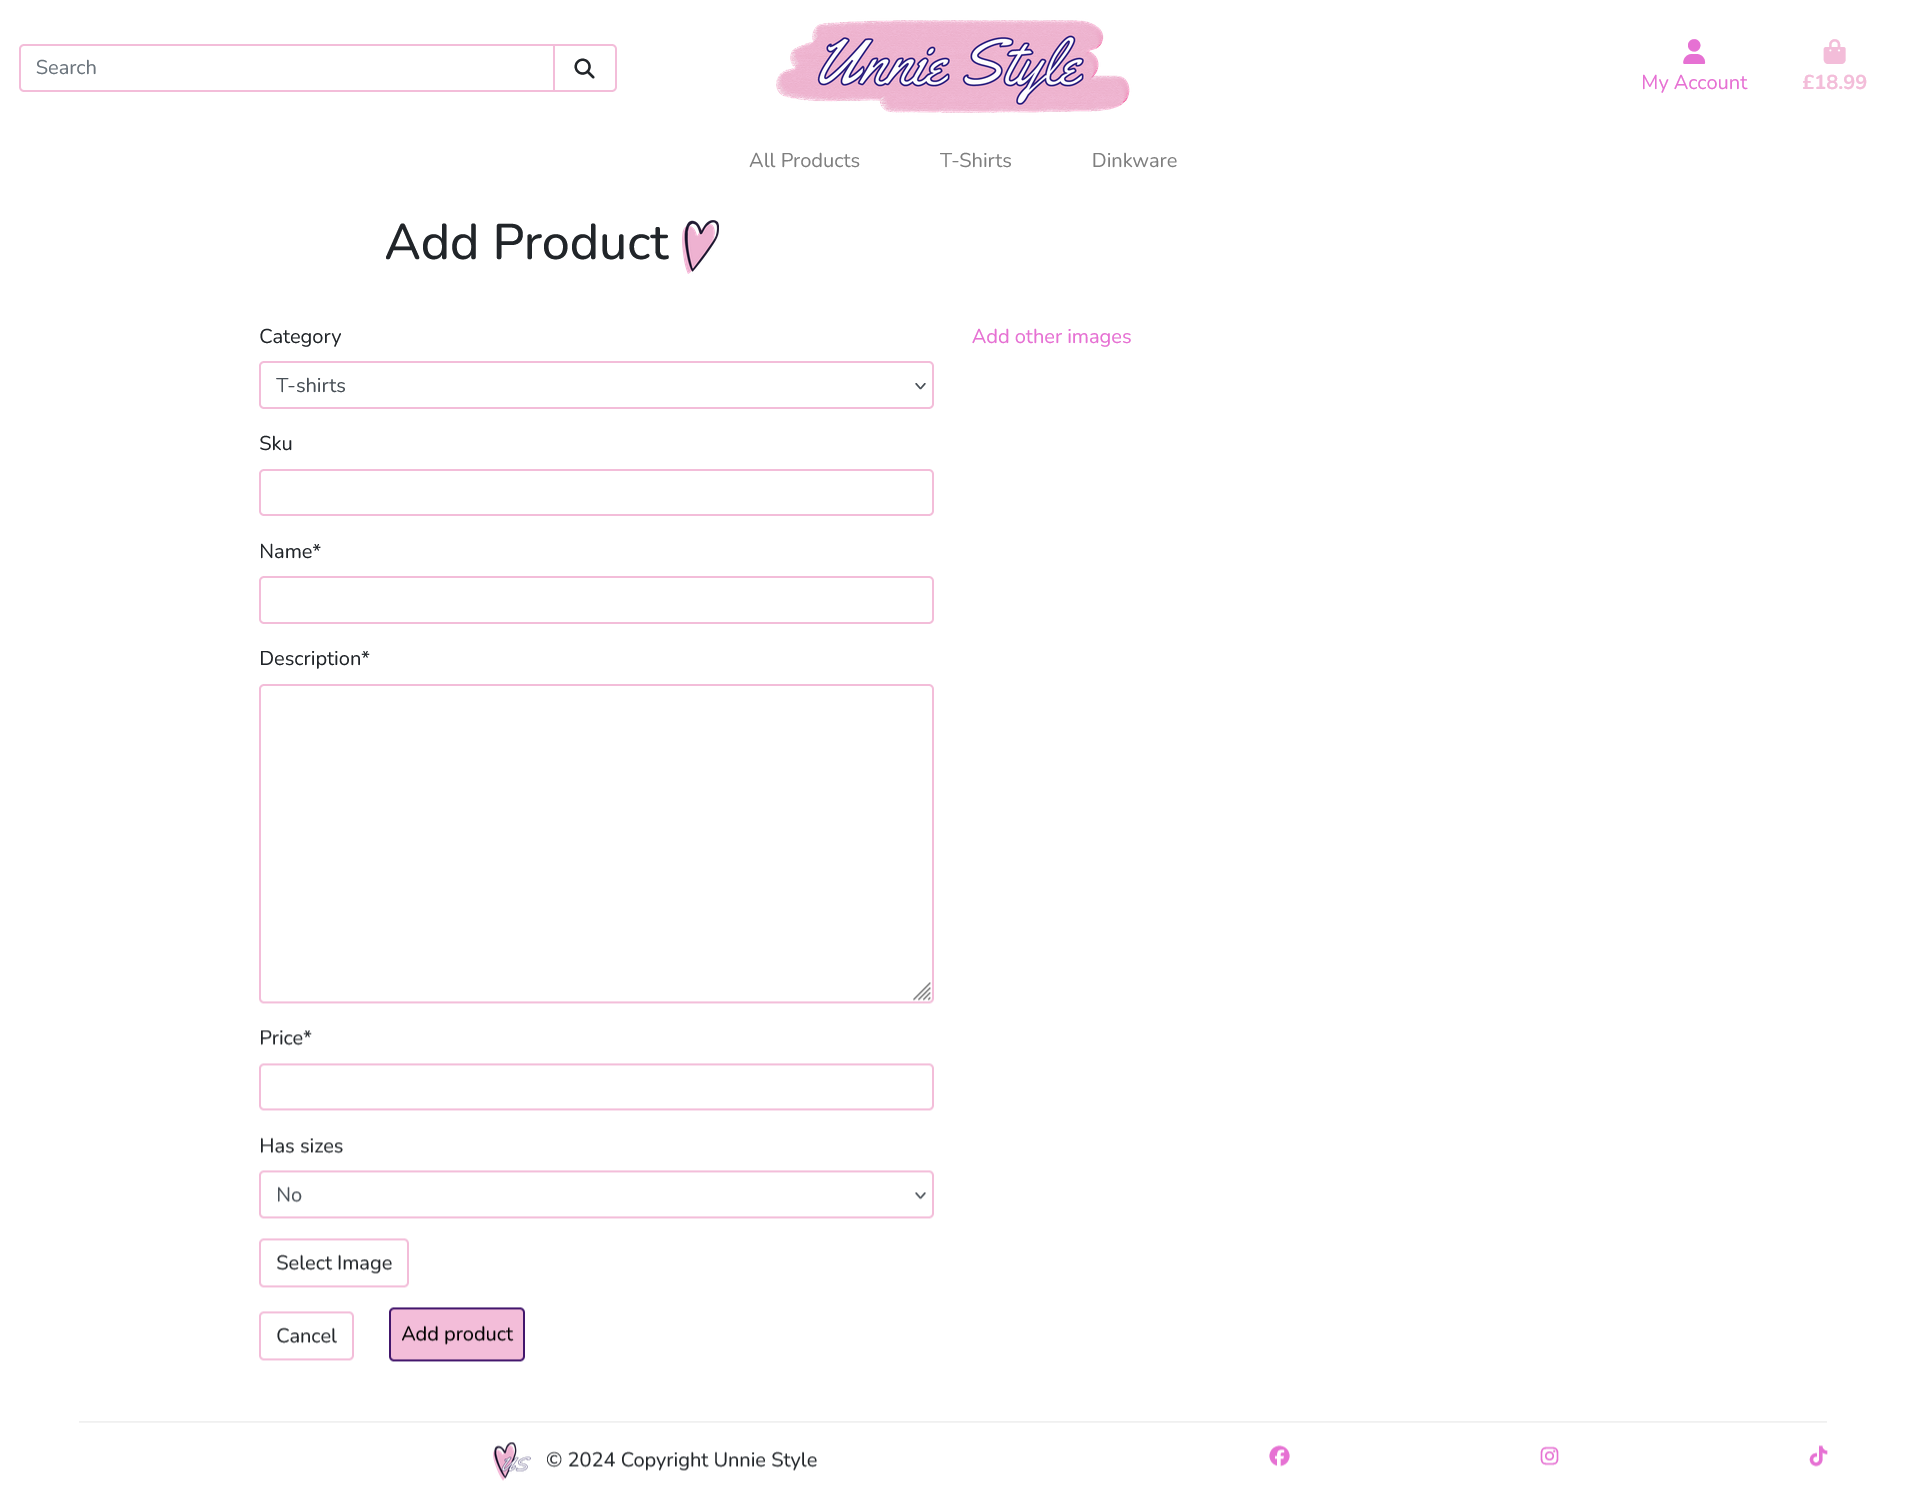 Search
Unnie Style
My Account
£18.99
All Products
T-Shirts
Dinkware
Add Product
Category
Add other images
T-shirts
Sku
Name*
Description*
Price*
Has sizes
No
Select Image
Cancel
Add product
US
© 2024 Copyright Unnie Style